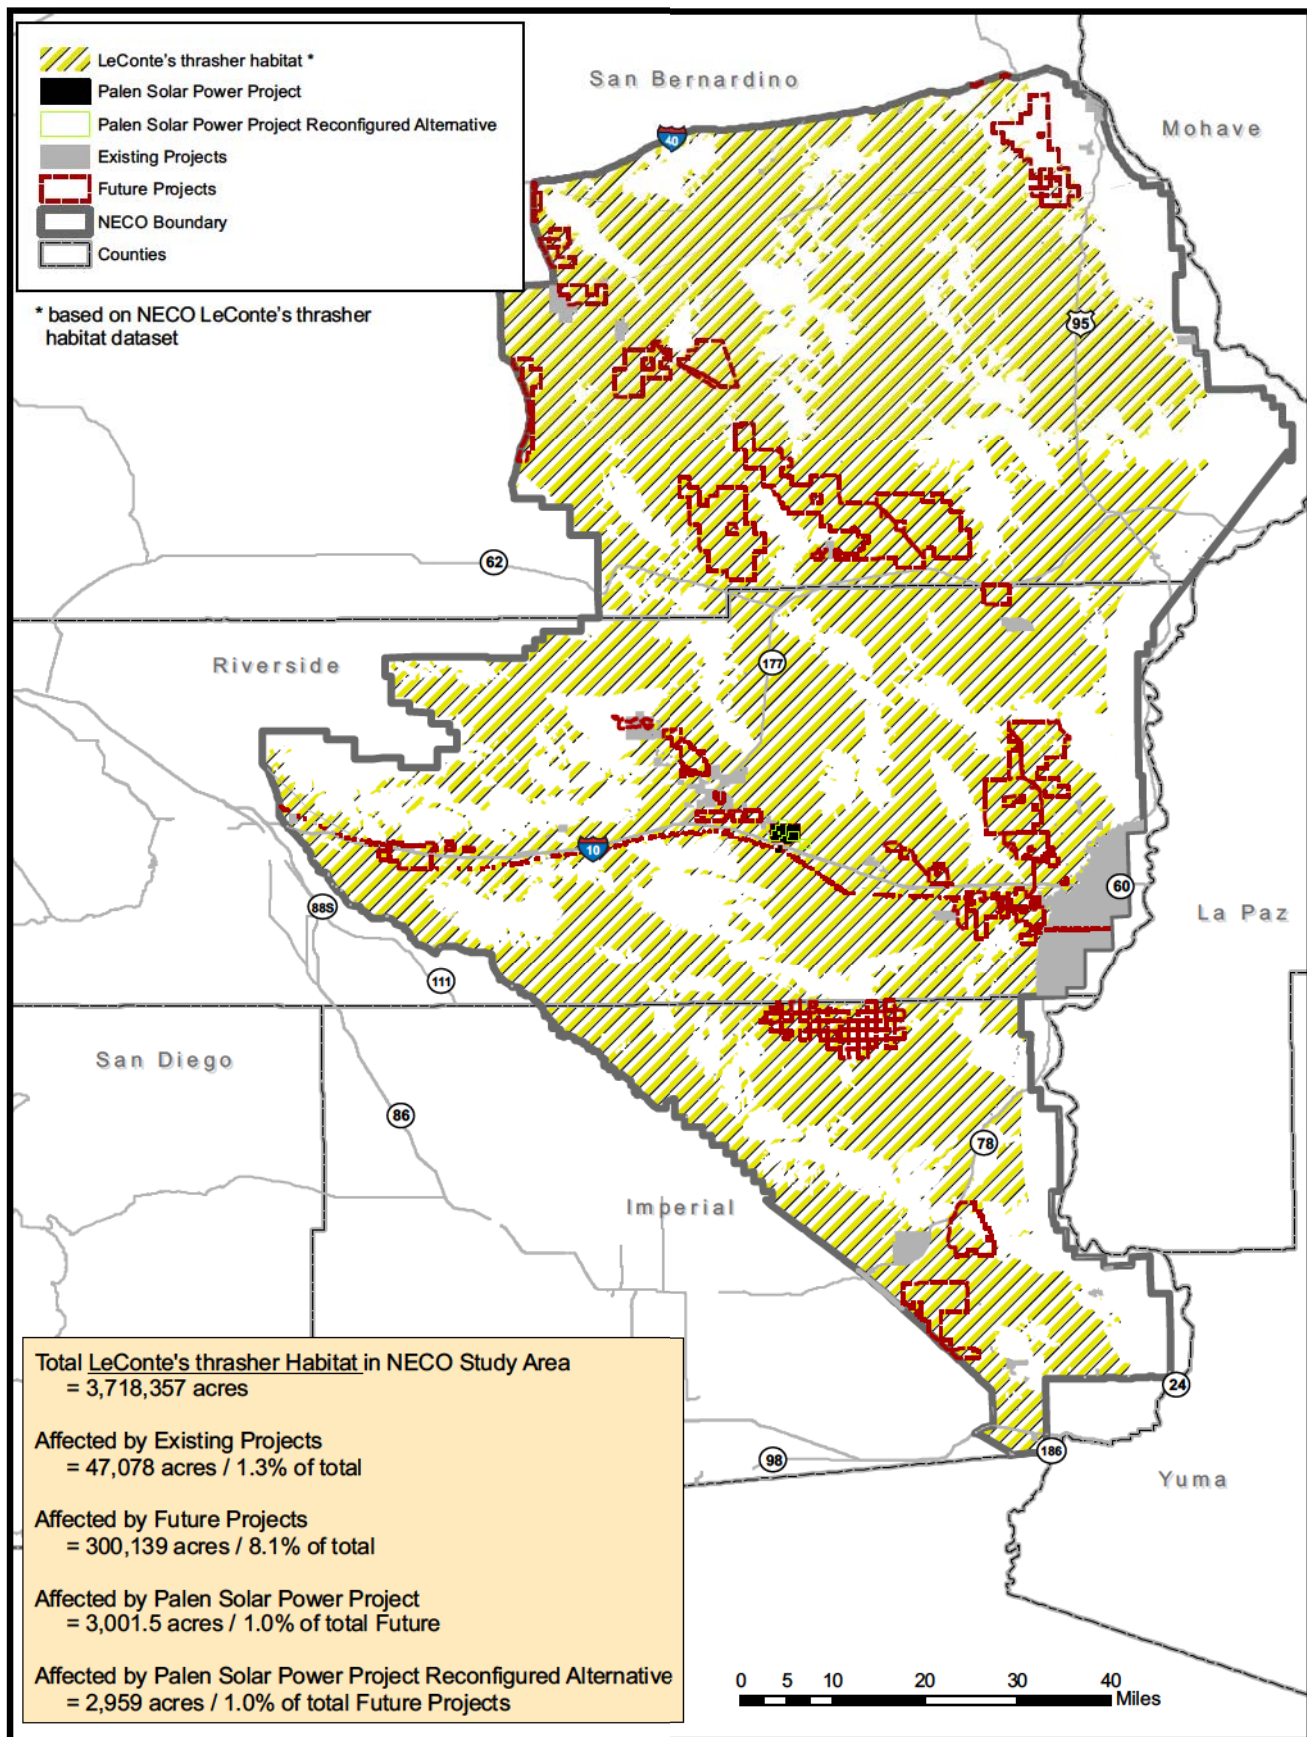 LeConte's thrasher habitat *
Palen Solar Power Project
Palen Solar Power Project Reconfigured Alternative
Existing Projects
Future Projects
NECO Boundary
Counties
* based on NECO LeConte's thrasher
habitat dataset
San Bernardino
Mohave
40
95
62
Riverside
177
10
60
88S
La Paz
111
San Diego
86
78
Imperial
24
186
98
Yuma
Total LeConte's thrasher Habitat in NECO Study Area
= 3,718,357 acres
Affected by Existing Projects
= 47,078 acres / 1.3% of total
Affected by Future Projects
= 300,139 acres / 8.1% of total
Affected by Palen Solar Power Project
= 3,001.5 acres / 1.0% of total Future
Affected by Palen Solar Power Project Reconfigured Alternative
= 2,959 acres / 1.0% of total Future Projects
0 5 10 20 30 40
Miles